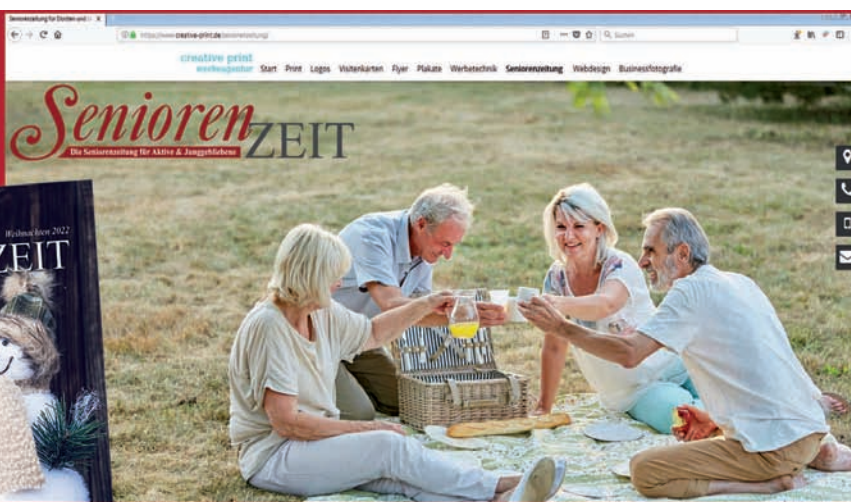 Seniorenzeitung für Dorsten und
https://www.creative-print.de/seniorenzeitung/
Suchen
creative print
werbeagentur
Start Print Logos Visitenkarten Flyer Plakate Werbetechnik Seniorenzeitung Webdesign Businessfotografie
Senioren
ZEIT
Die Seniorenzeitung für Aktive & Junggebliebene
Weihnachten 2022
ZEIT